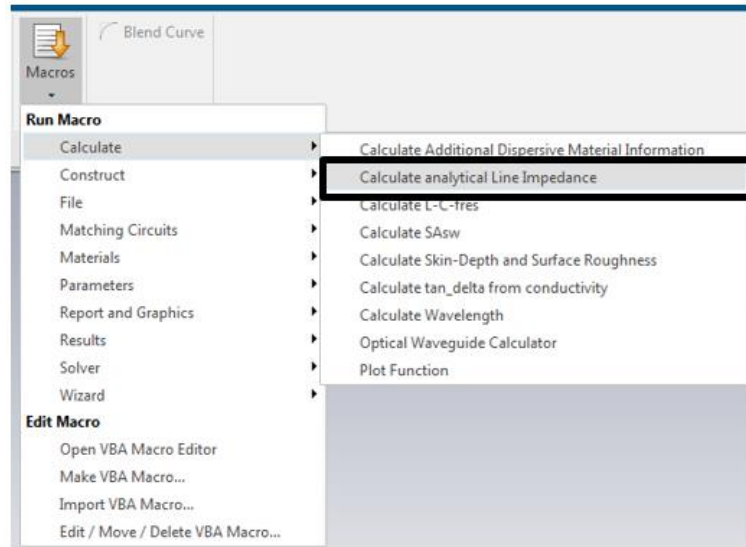 Blend Curve
Macros
Run Macro
Calculate
Construct
File
Matching Circuits
Materials
Parameters
Report and Graphics
Results
Solver
Wizard
Edit Macro
Open VBA Macro Editor
Make VBA Macro...
Import VBA Macro...
Edit / Move / Delete VBA Macro...
Calculate Additional Dispersive Material Information
Calculate analytical Line Impedance
Calculate L-C-fres
Calculate SAsw
Calculate Skin-Depth and Surface Roughness
Calculate tan_delta from conductivity
Calculate Wavelength
Optical Waveguide Calculator
Plot Function